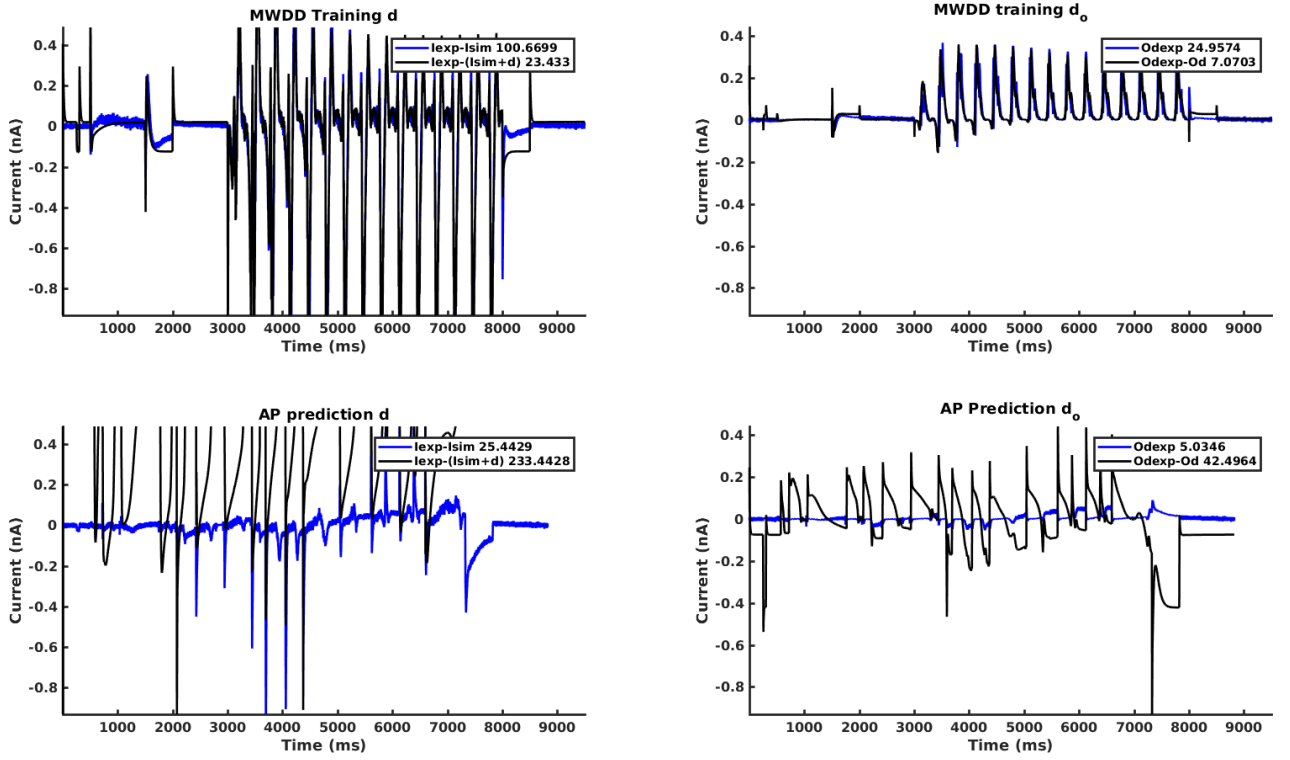 MWDD Training d
Iexp-Isim 100.6699
Iexp-(Isim+d) 23.433
0.4
0.2
0
-0.2
-0.4
-0.6
-0.8
Current (nA)
1000 2000 3000 4000 5000 6000 7000 8000 9000
Time (ms)
MWDD training do
Odexp 24.9574
Odexp-Od 7.0703
0.4
0.2
0
-0.2
-0.4
-0.6
-0.8
Current (nA)
1000 2000 3000 4000 5000 6000 7000 8000 9000
Time (ms)
AP prediction d
Iexp-Isim 25.4429
Iexp-(Isim+d) 233.4428
0.4
0.2
0
-0.2
-0.4
-0.6
-0.8
Current (nA)
1000 2000 3000 4000 5000 6000 7000 8000 9000
Time (ms)
AP Prediction do
Odexp 5.0346
Odexp-Od 42.4964
0.4
0.2
0
-0.2
-0.4
-0.6
-0.8
Current (nA)
1000 2000 3000 4000 5000 6000 7000 8000 9000
Time (ms)